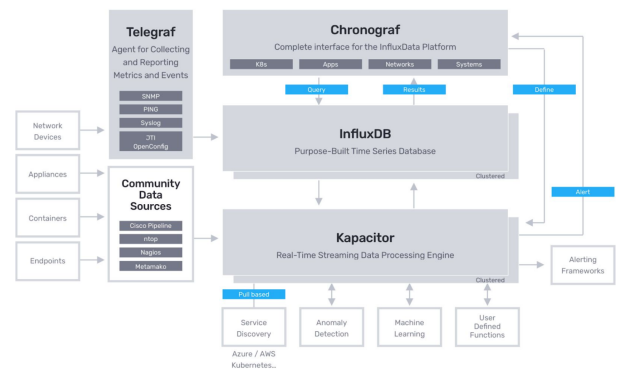 Telegraf
Agent for Collecting
and Reporting
Metrics and Events
SNMP
PING
Syslog
JTI
OpenConfig
Chronograf
Complete interface for the InfluxData Platform
K8s
Apps
Networks
Systems
Query
Results
Define
InfluxDB
Purpose-Built Time Series Database
Clustered
Network
Devices
Appliances
Containers
Endpoints
Community
Data
Sources
Cisco Pipeline
ntop
Nagios
Metamako
Alert
Kapacitor
Real-Time Streaming Data Processing Engine
Clustered
Alerting
Frameworks
Pull based
Service
Discovery
Anomaly
Detection
Machine
Learning
User
Defined
Functions
Azure / AWS
Kubernetes...